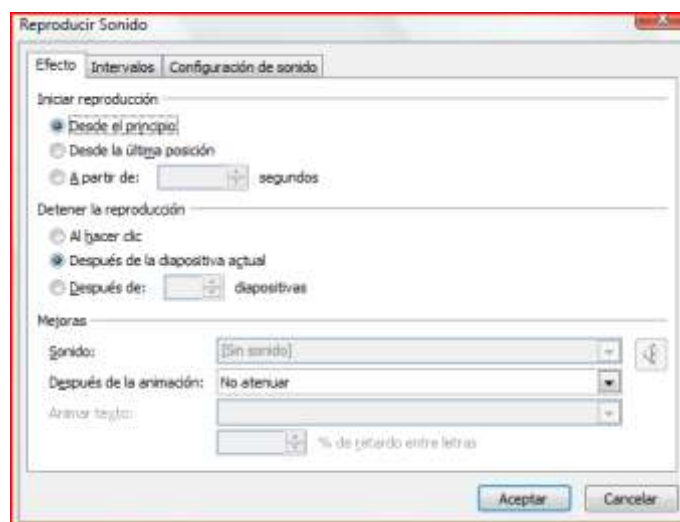 Reproducir Sonido
Efecto Intervalos Configuración de sonido
Iniciar reproducción
Desde el principio
Desde la última posición
A partir de: segundos
Detener la reproducción
Al hacer clic
Después de la diapositiva actual
Después de: diapositivas
Mejoras
Sonido: [Sin sonido]
Después de la animación: No atenuar
Animar texto:
% de retardo entre letras
Aceptar Cancelar